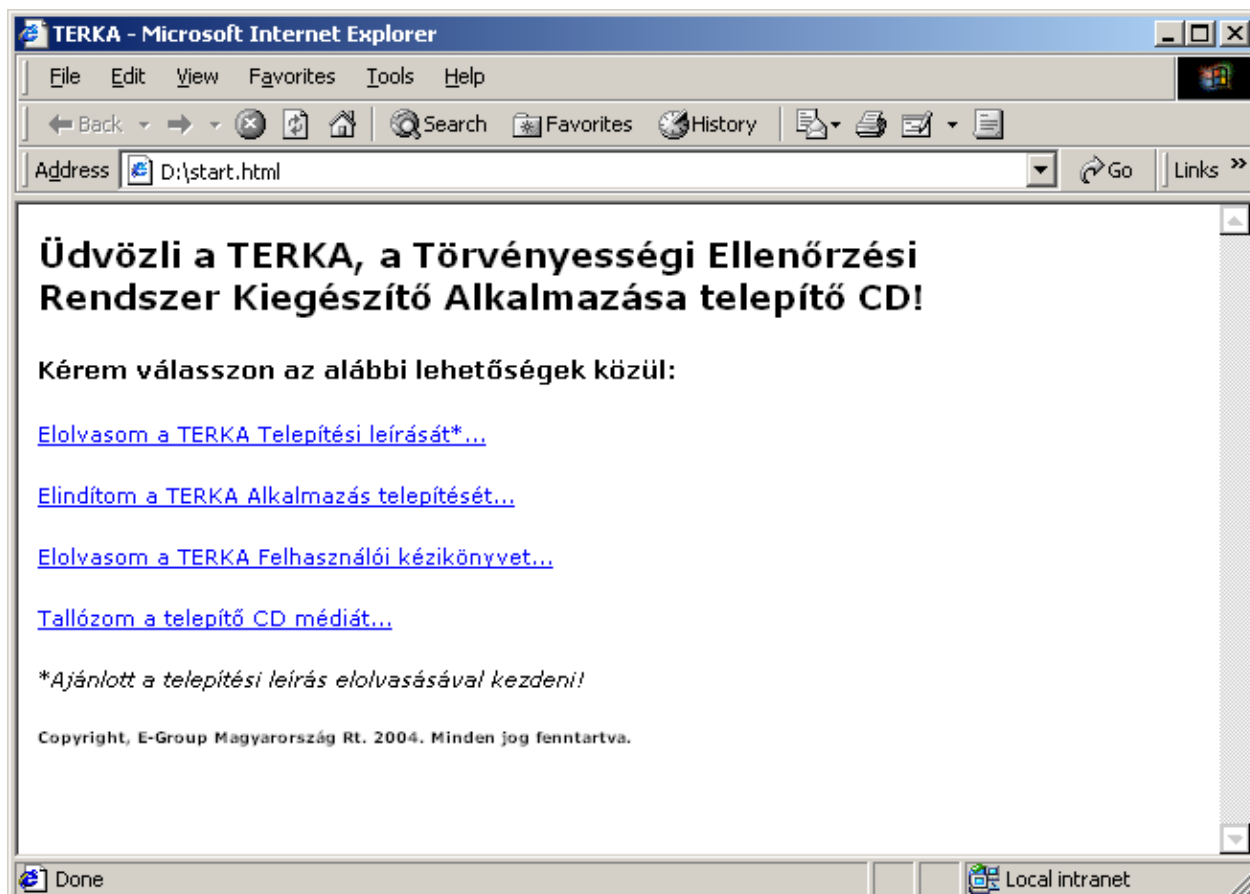 TERKA - Microsoft Internet Explorer
File Edit View Favorites Tools Help
Back Search Favorites History
Address D:\start.html Go Links »
Üdvözli a TERKA, a Törvényességi Ellenőrzési
Rendszer Kiegészítő Alkalmazása telepítő CD!
Kérem válasszon az alábbi lehetőségek közül:
Elolvasom a TERKA Telepítési leírását*...
Elindítom a TERKA Alkalmazás telepítését...
Elolvasom a TERKA Felhasználói kézikönyvet...
Tallózom a telepítő CD médiát...
*Ajánlott a telepítési leírás elolvasásával kezdeni!
Copyright, E-Group Magyarország Rt. 2004. Minden jog fenntartva.
Done Local intranet